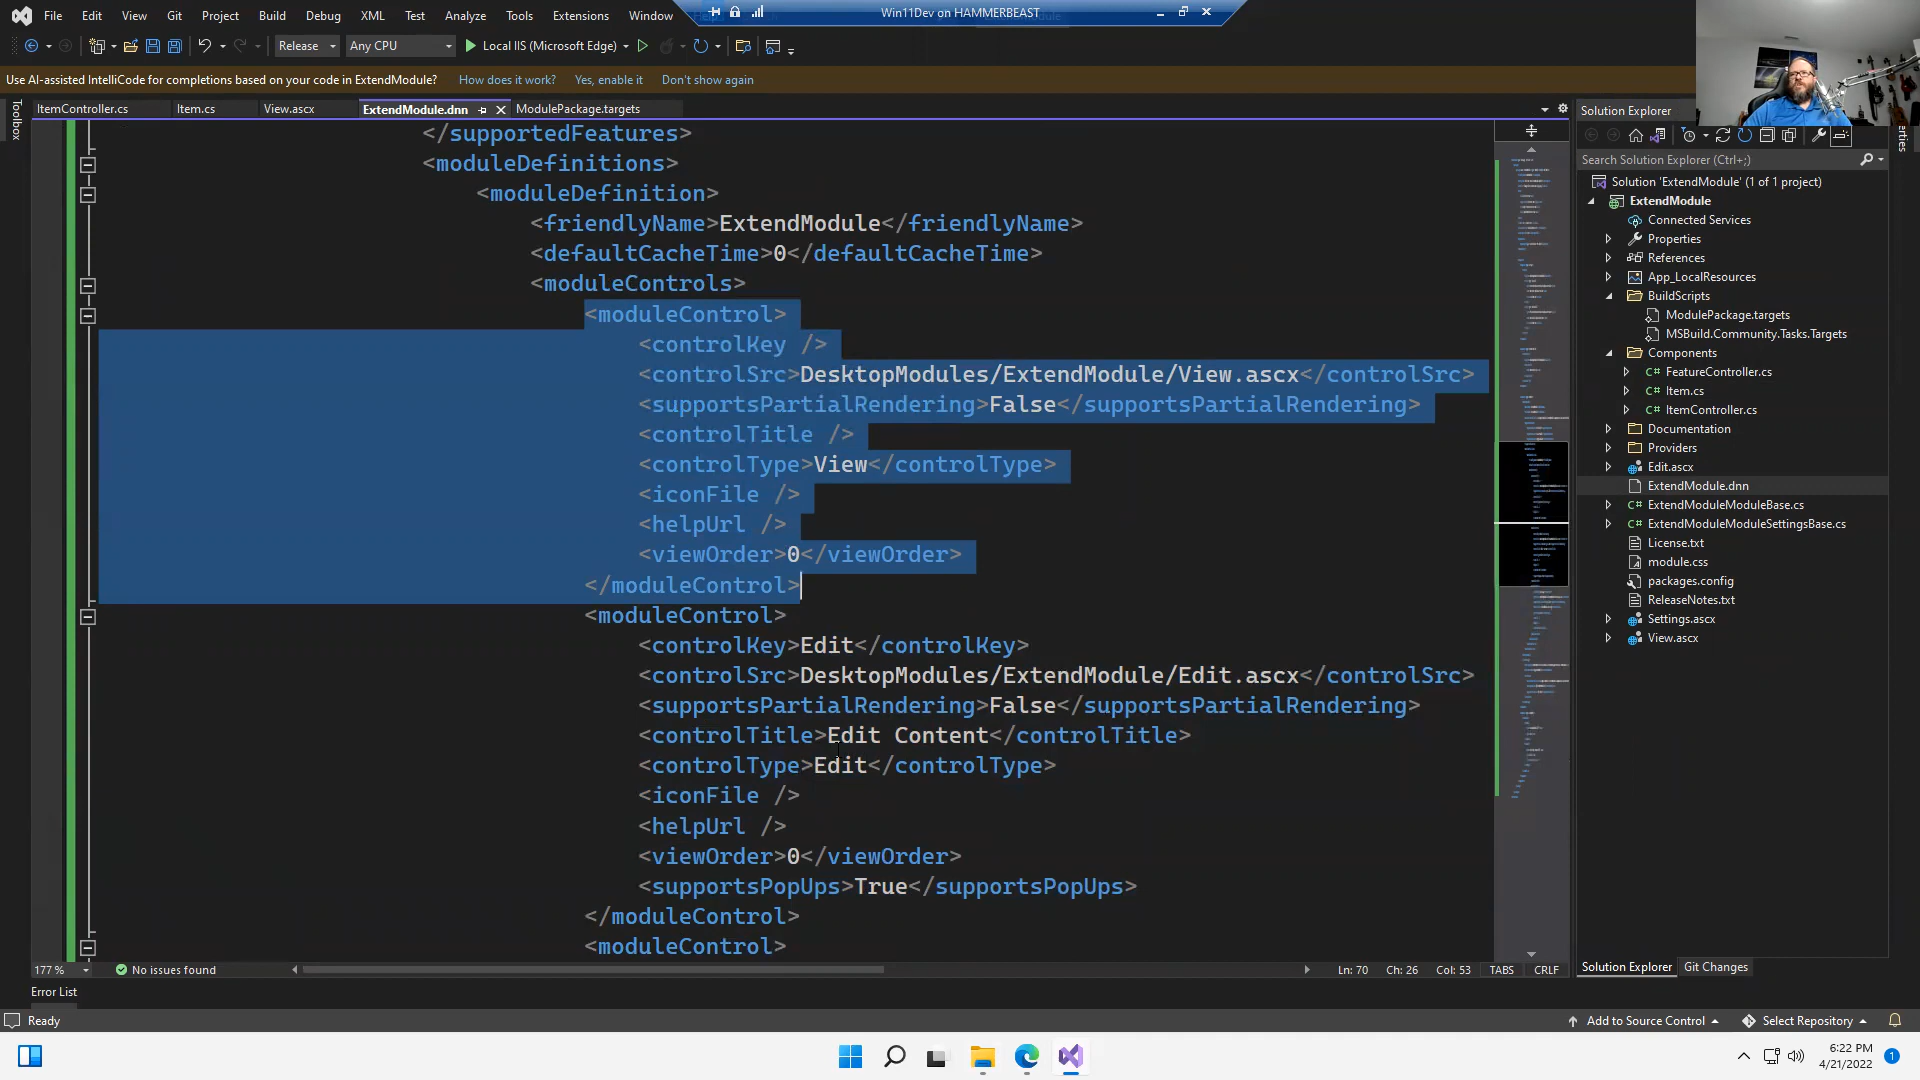 File Edit View Git Project Build Debug XML Test Analyze Tools Extensions Window
Win11Dev on HAMMERBEAST
Release Any CPU Local IIS (Microsoft Edge)
Use AI-assisted IntelliCode for completions based on your code in ExtendModule? How does it work? Yes, enable it Don't show again
Toolbox
ItemController.cs Item.cs View.ascx ExtendModule.dnn ModulePackage.targets
</supportedFeatures>
<moduleDefinitions>
<moduleDefinition>
<friendlyName>ExtendModule</friendlyName>
<defaultCacheTime>0</defaultCacheTime>
<moduleControls>
<moduleControl>
<controlKey />
<controlSrc>DesktopModules/ExtendModule/View.ascx</controlSrc>
<supportsPartialRendering>False</supportsPartialRendering>
<controlTitle />
<controlType>View</controlType>
<iconFile />
<helpUrl />
<viewOrder>0</viewOrder>
</moduleControl>
<moduleControl>
<controlKey>Edit</controlKey>
<controlSrc>DesktopModules/ExtendModule/Edit.ascx</controlSrc>
<supportsPartialRendering>False</supportsPartialRendering>
<controlTitle>Edit Content</controlTitle>
<controlType>Edit</controlType>
<iconFile />
<helpUrl />
<viewOrder>0</viewOrder>
<supportsPopUps>True</supportsPopUps>
</moduleControl>
<moduleControl>
177 % No issues found Ln: 70 Ch: 26 Col: 53 TABS CRLF
Error List
Ready
Solution Explorer
Search Solution Explorer (Ctrl+;)
Solution 'ExtendModule' (1 of 1 project)
ExtendModule
Connected Services
Properties
References
App_LocalResources
BuildScripts
ModulePackage.targets
MSBuild.Community.Tasks.Targets
Components
FeatureController.cs
Item.cs
ItemController.cs
Documentation
Providers
Edit.ascx
ExtendModule.dnn
ExtendModuleModuleBase.cs
ExtendModuleModuleSettingsBase.cs
License.txt
module.css
packages.config
ReleaseNotes.txt
Settings.ascx
View.ascx
Solution Explorer Git Changes
Add to Source Control Select Repository
6:22 PM
4/21/2022
1